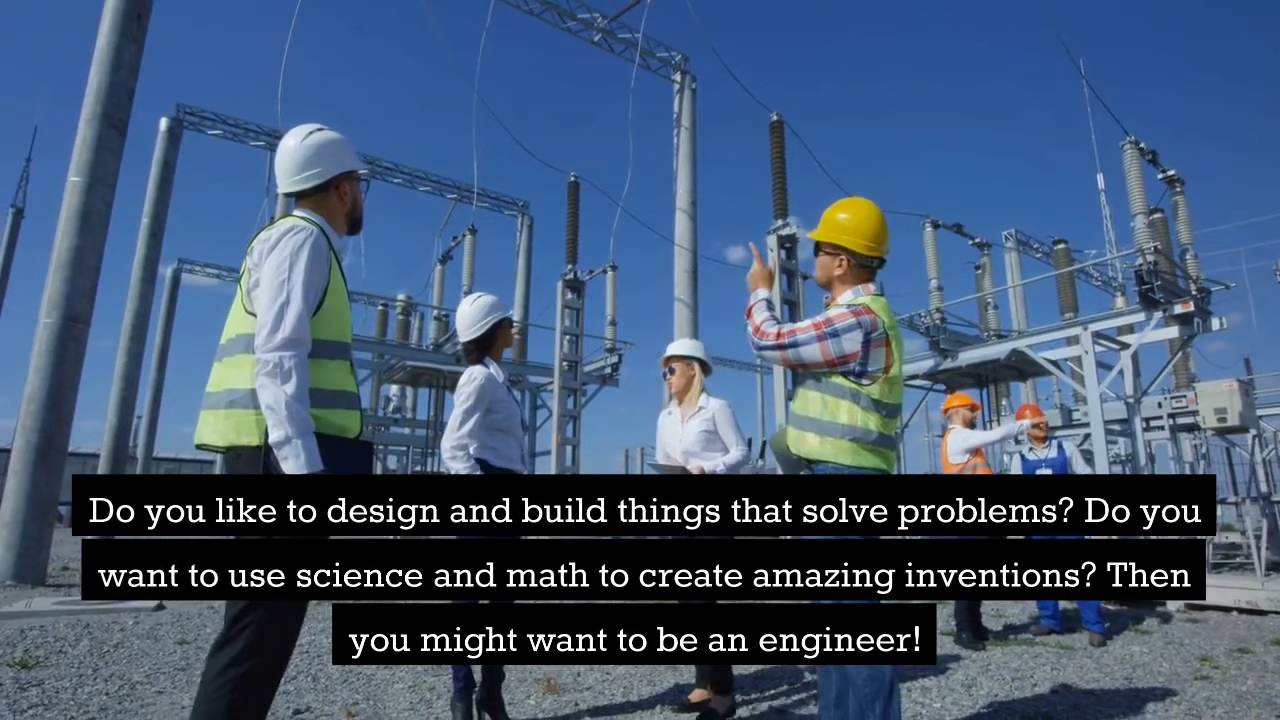 Do you like to design and build things that solve problems? Do you
want to use science and math to create amazing inventions? Then
you might want to be an engineer!